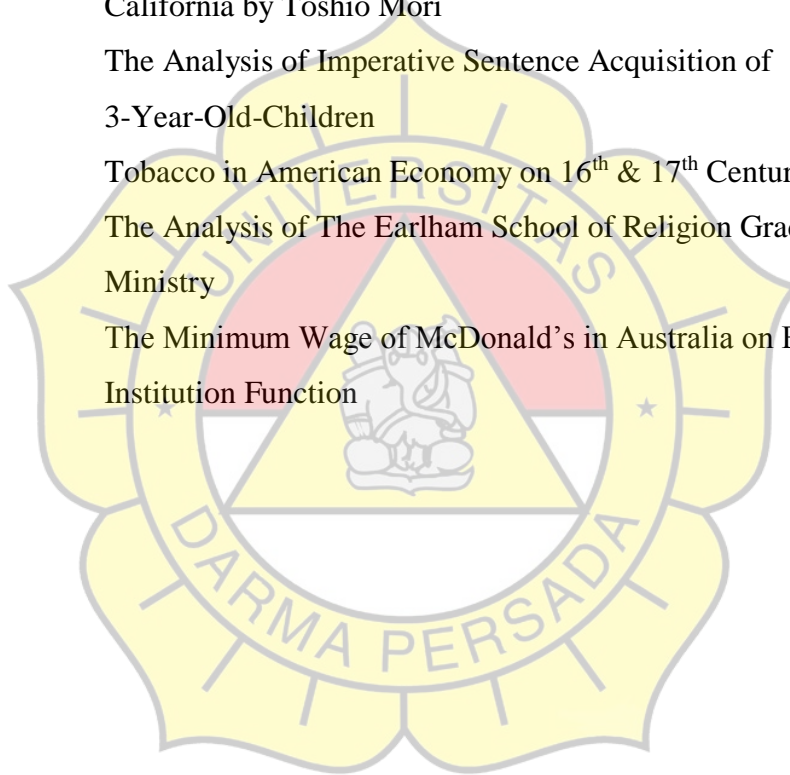 California by Toshio Mori
The Analysis of Imperative Sentence Acquisition of
3-Year-Old-Children
Tobacco in American Economy on 16th & 17th
The Analysis of The Earlham School of Religion
Ministry
The Minimum Wage of McDonald's in Australia on
Institution Function
UNIVERSITAS
DARMA PERSADA